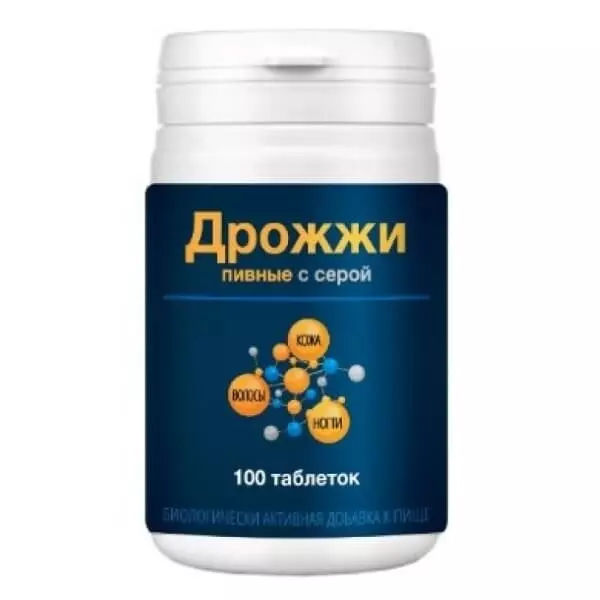 Дрожжи
пивные с серой
КОЖА
ВОЛОСЫ
НОГТИ
100 таблеток
БИОЛОГИЧЕСКИ АКТИВНАЯ ДОБАВКА К ПИЩЕ